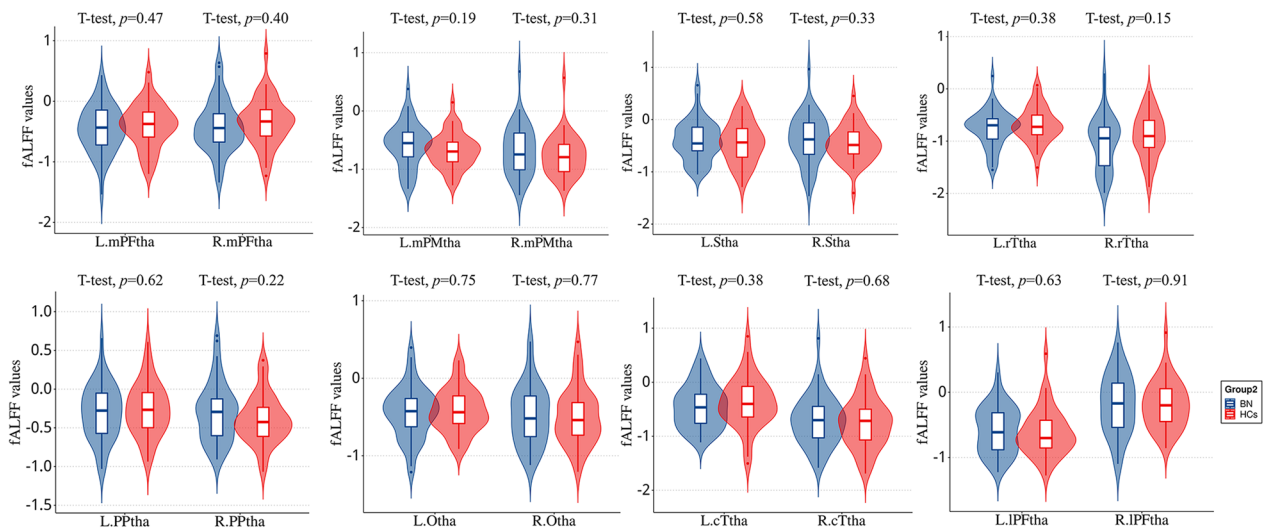 T-test, p=0.47 T-test, p=0.40
fALFF values
1
0
-1
-2
L.mPFtha R.mPFtha
T-test, p=0.19 T-test, p=0.31
fALFF values
1
0
-1
-2
L.mPMtha R.mPMtha
T-test, p=0.58 T-test, p=0.33
fALFF values
1
0
-1
-2
L.Stha R.Stha
T-test, p=0.38 T-test, p=0.15
fALFF values
1
0
-1
-2
L.rTtha R.rTtha
T-test, p=0.62 T-test, p=0.22
fALFF values
1.0
0.5
0.0
-0.5
-1.0
-1.5
L.PPtha R.PPtha
T-test, p=0.75 T-test, p=0.77
fALFF values
1
0
-1
L.Otha R.Otha
T-test, p=0.38 T-test, p=0.68
fALFF values
1
0
-1
-2
L.cTtha R.cTtha
T-test, p=0.63 T-test, p=0.91
fALFF values
1
0
-1
L.lPFtha R.lPFtha
Group2
BN
HCs